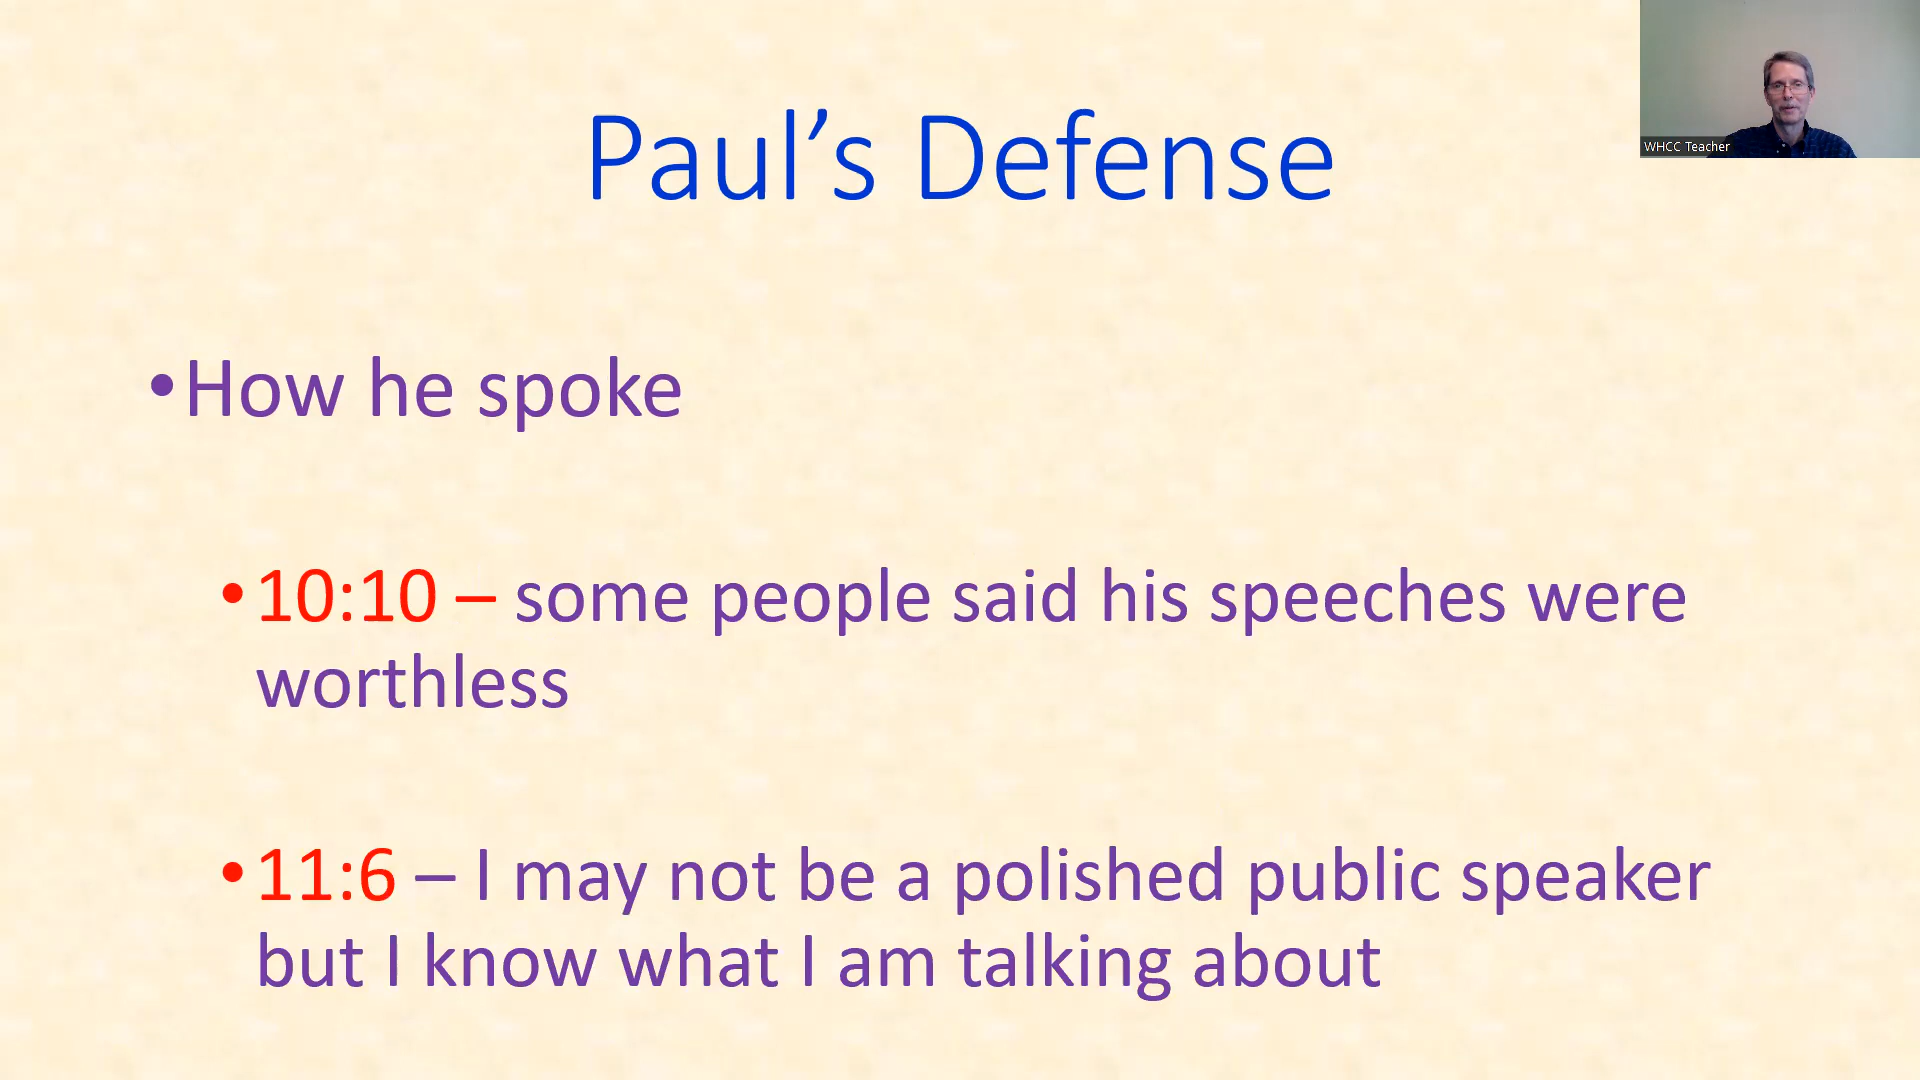 Paul’s Defense
WHCC Teacher
•How he spoke
•10:10 – some people said his speeches were
worthless
•11:6 – I may not be a polished public speaker
but I know what I am talking about